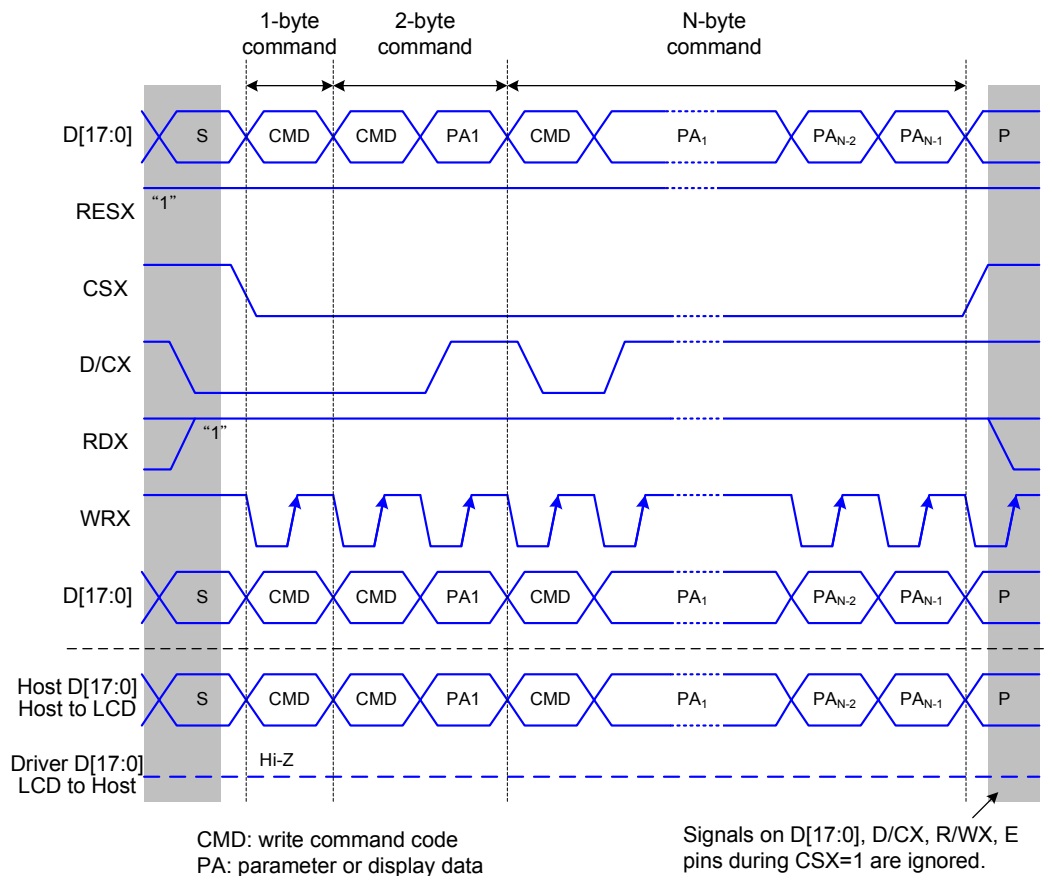 1-byte command
2-byte command
N-byte command
D[17:0] S CMD CMD PA1 CMD PA1 PAN-2 PAN-1 P
RESX “1”
CSX
D/CX
RDX “1”
WRX
D[17:0] S CMD CMD PA1 CMD PA1 PAN-2 PAN-1 P
Host D[17:0] S CMD CMD PA1 CMD PA1 PAN-2 PAN-1 P
Host to LCD
Driver D[17:0] Hi-Z
LCD to Host
CMD: write command code
PA: parameter or display data
Signals on D[17:0], D/CX, R/WX, E
pins during CSX=1 are ignored.